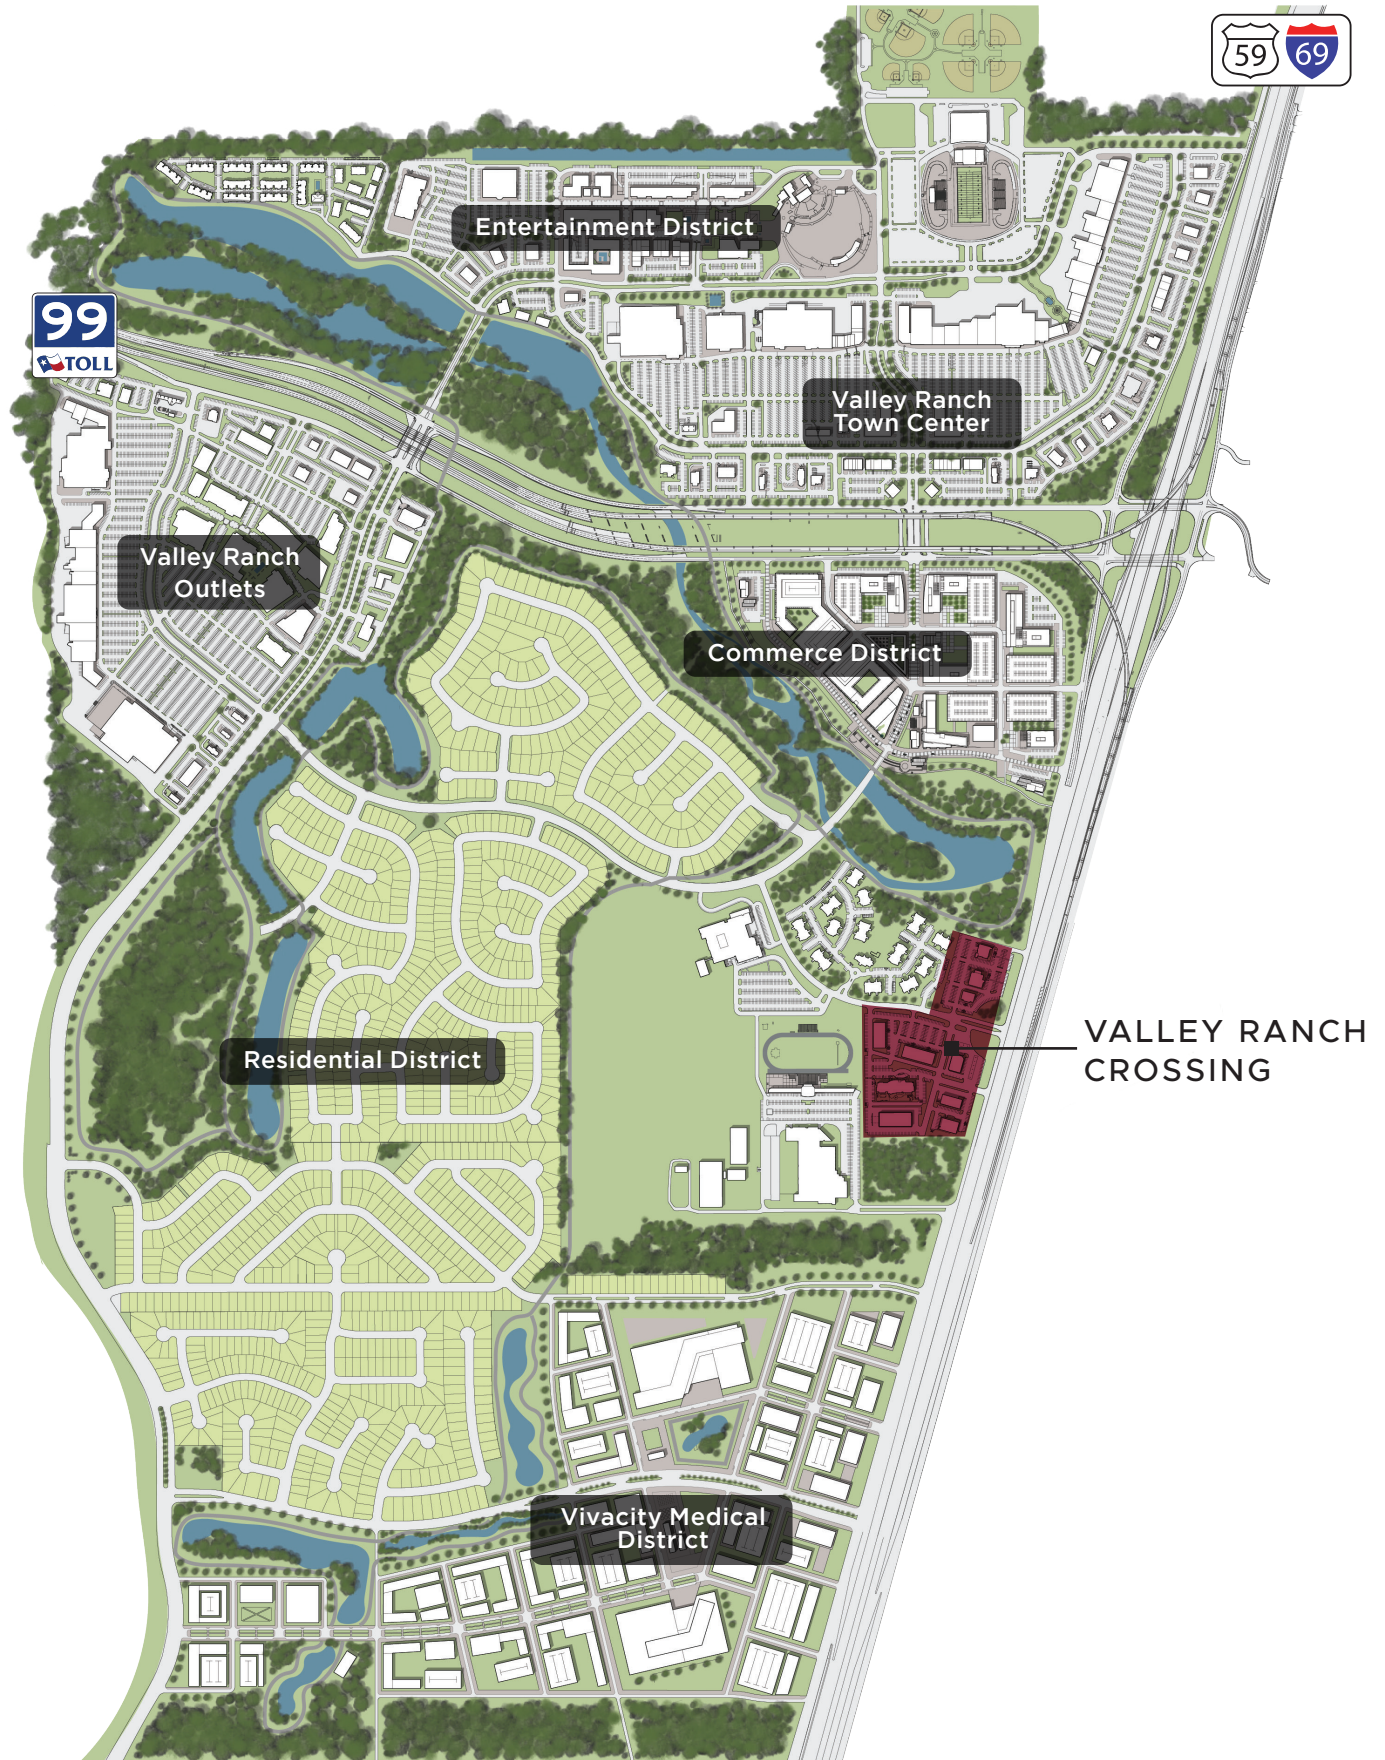 59
69
Entertainment District
99
TOLL
Valley Ranch
Town Center
Valley Ranch
Outlets
Commerce District
VALLEY RANCH
CROSSING
Residential District
Vivacity Medical
District